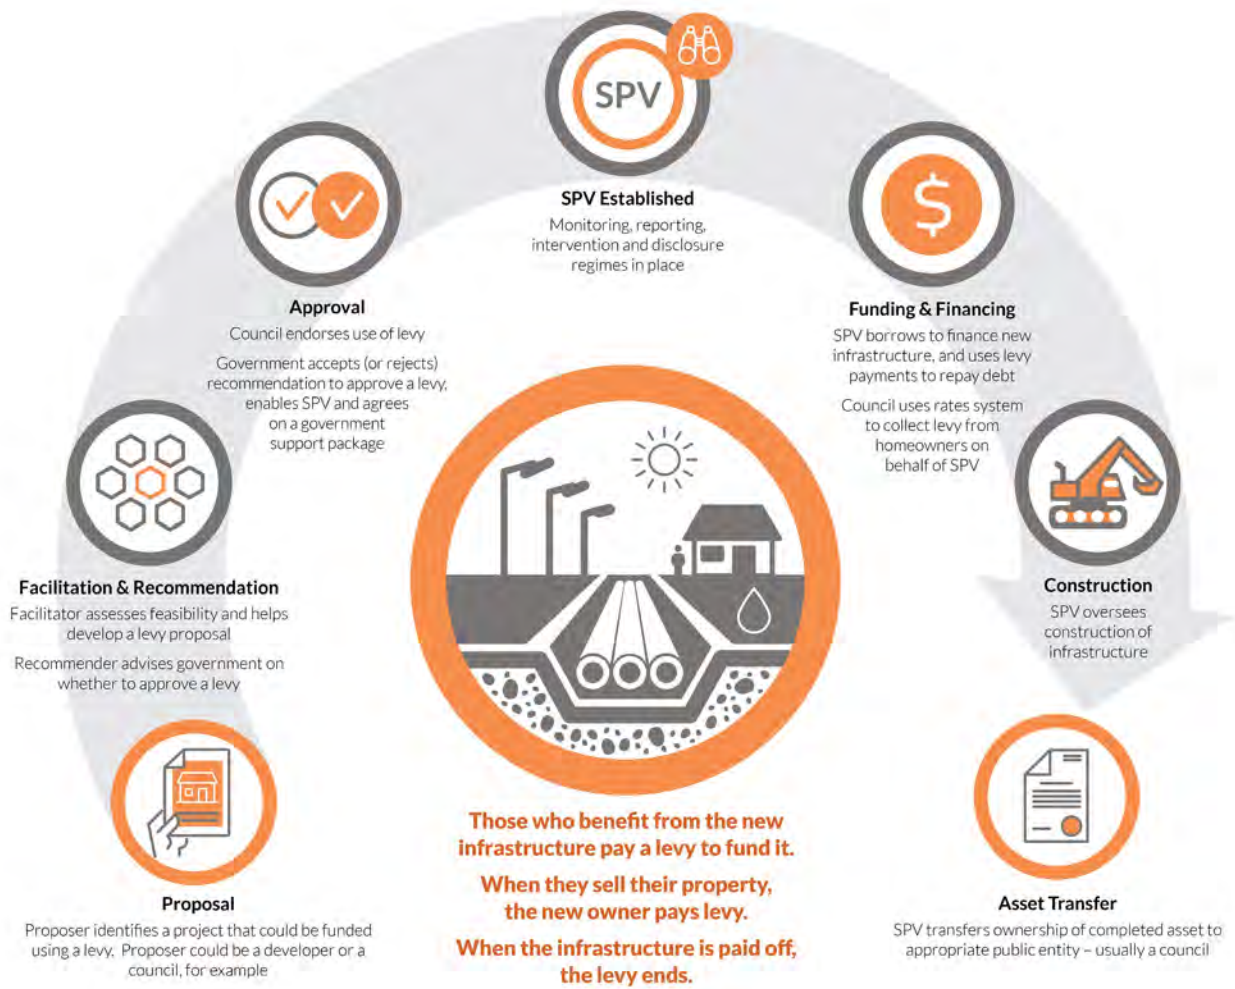 Proposal
Proposer identifies a project that could be funded
using a levy. Proposer could be a developer or a
council, for example
Facilitation & Recommendation
Facilitator assesses feasibility and helps
develop a levy proposal
Recommender advises government on
whether to approve a levy
Approval
Council endorses use of levy
Government accepts (or rejects)
recommendation to approve a levy,
enables SPV and agrees
on a government
support package
SPV
SPV Established
Monitoring, reporting,
intervention and disclosure
regimes in place
$
Funding & Financing
SPV borrows to finance new
infrastructure, and uses levy
payments to repay debt
Council uses rates system
to collect levy from
homeowners on
behalf of SPV
Construction
SPV oversees
construction of
infrastructure
Asset Transfer
SPV transfers ownership of completed asset to
appropriate public entity – usually a council
Those who benefit from the new
infrastructure pay a levy to fund it.
When they sell their property,
the new owner pays levy.
When the infrastructure is paid off,
the levy ends.